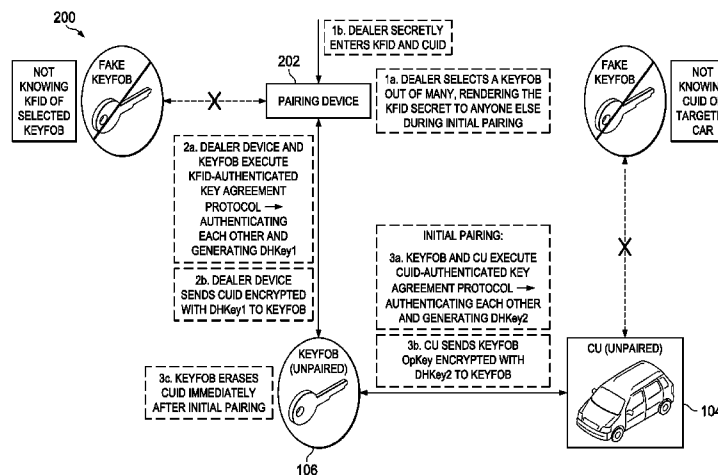 200
1b. DEALER SECRETLY
ENTERS KFID AND CUID
FAKE
KEYFOB
NOT
KNOWING
KFID OF
SELECTED
KEYFOB
X
202
PAIRING DEVICE
1a. DEALER SELECTS A KEYFOB
OUT OF MANY, RENDERING THE
KFID SECRET TO ANYONE ELSE
DURING INITIAL PAIRING
FAKE
KEYFOB
NOT
KNOWING
CUID OF
TARGETE
CAR
2a. DEALER DEVICE AND
KEYFOB EXECUTE
KFID-AUTHENTICATED
KEY AGREEMENT
PROTOCOL →
AUTHENTICATING
EACH OTHER AND
GENERATING DHKey1
2b. DEALER DEVICE
SENDS CUID ENCRYPTED
WITH DHKey1 TO KEYFOB
INITIAL PAIRING:
3a. KEYFOB AND CU EXECUTE
CUID-AUTHENTICATED KEY
AGREEMENT PROTOCOL →
AUTHENTICATING EACH OTHER
AND GENERATING DHKey2
X
3b. CU SENDS KEYFOB
OpKey ENCRYPTED WITH
DHKey2 TO KEYFOB
3c. KEYFOB ERASES
CUID IMMEDIATELY
AFTER INITIAL PAIRING
KEYFOB
(UNPAIRED)
106
CU (UNPAIRED)
104